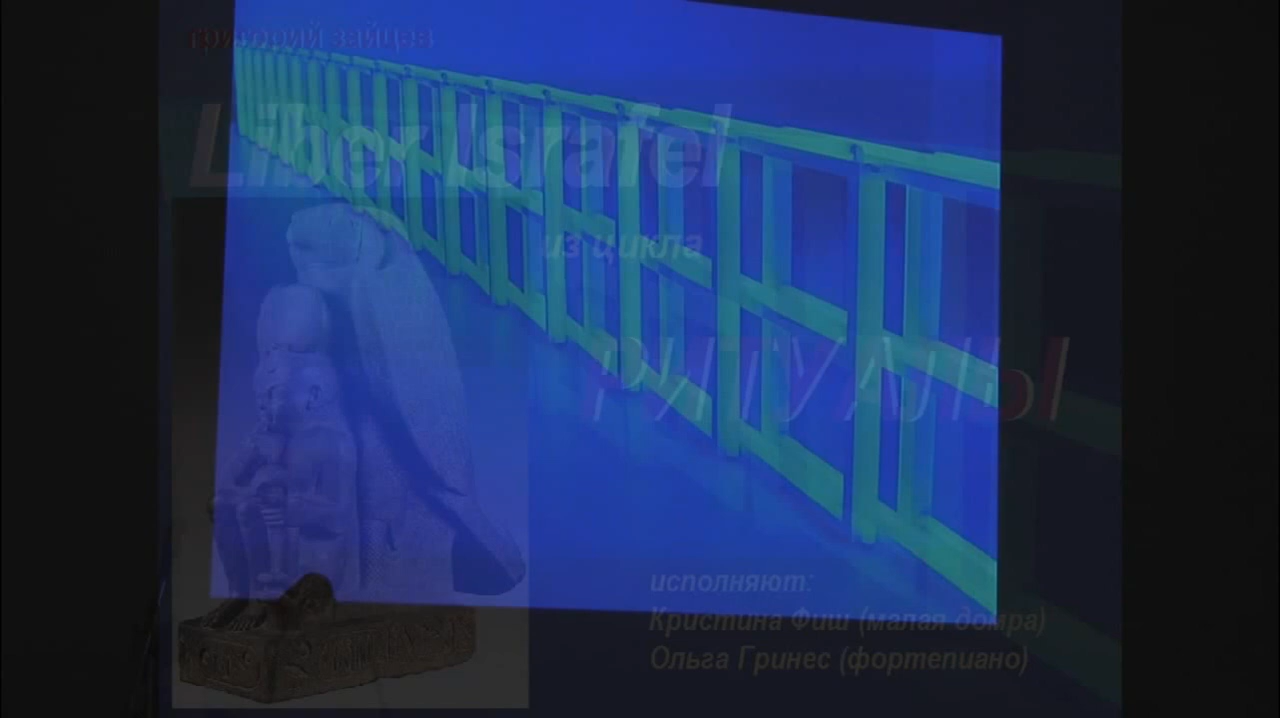 григорий зайцев
Liber Israfel
из цикла
РИТУАЛЫ
исполняют:
Кристина Фиш (малая домра)
Ольга Гринес (фортепиано)